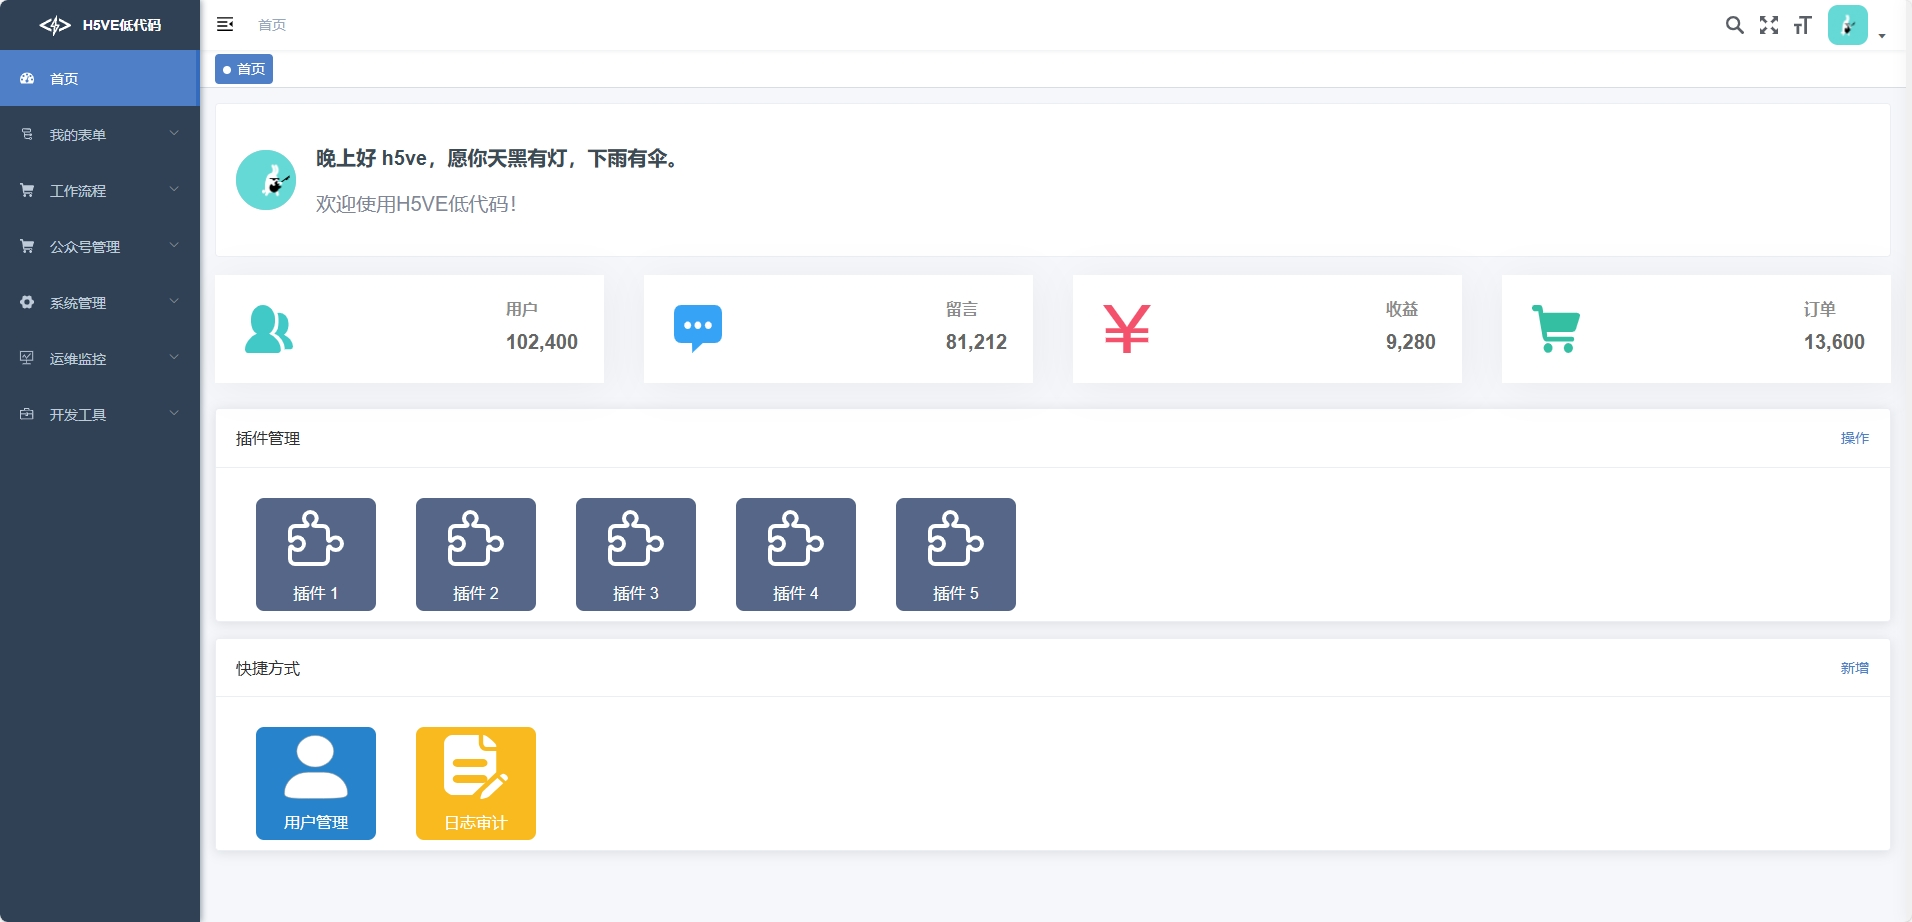 H5VE低代码
首页
首页
首页
我的表单
工作流程
公众号管理
系统管理
运维监控
开发工具
晚上好 h5ve，愿你天黑有灯，下雨有伞。
欢迎使用H5VE低代码！
用户
102,400
留言
81,212
收益
9,280
订单
13,600
插件管理
操作
插件 1
插件 2
插件 3
插件 4
插件 5
快捷方式
新增
用户管理
日志审计